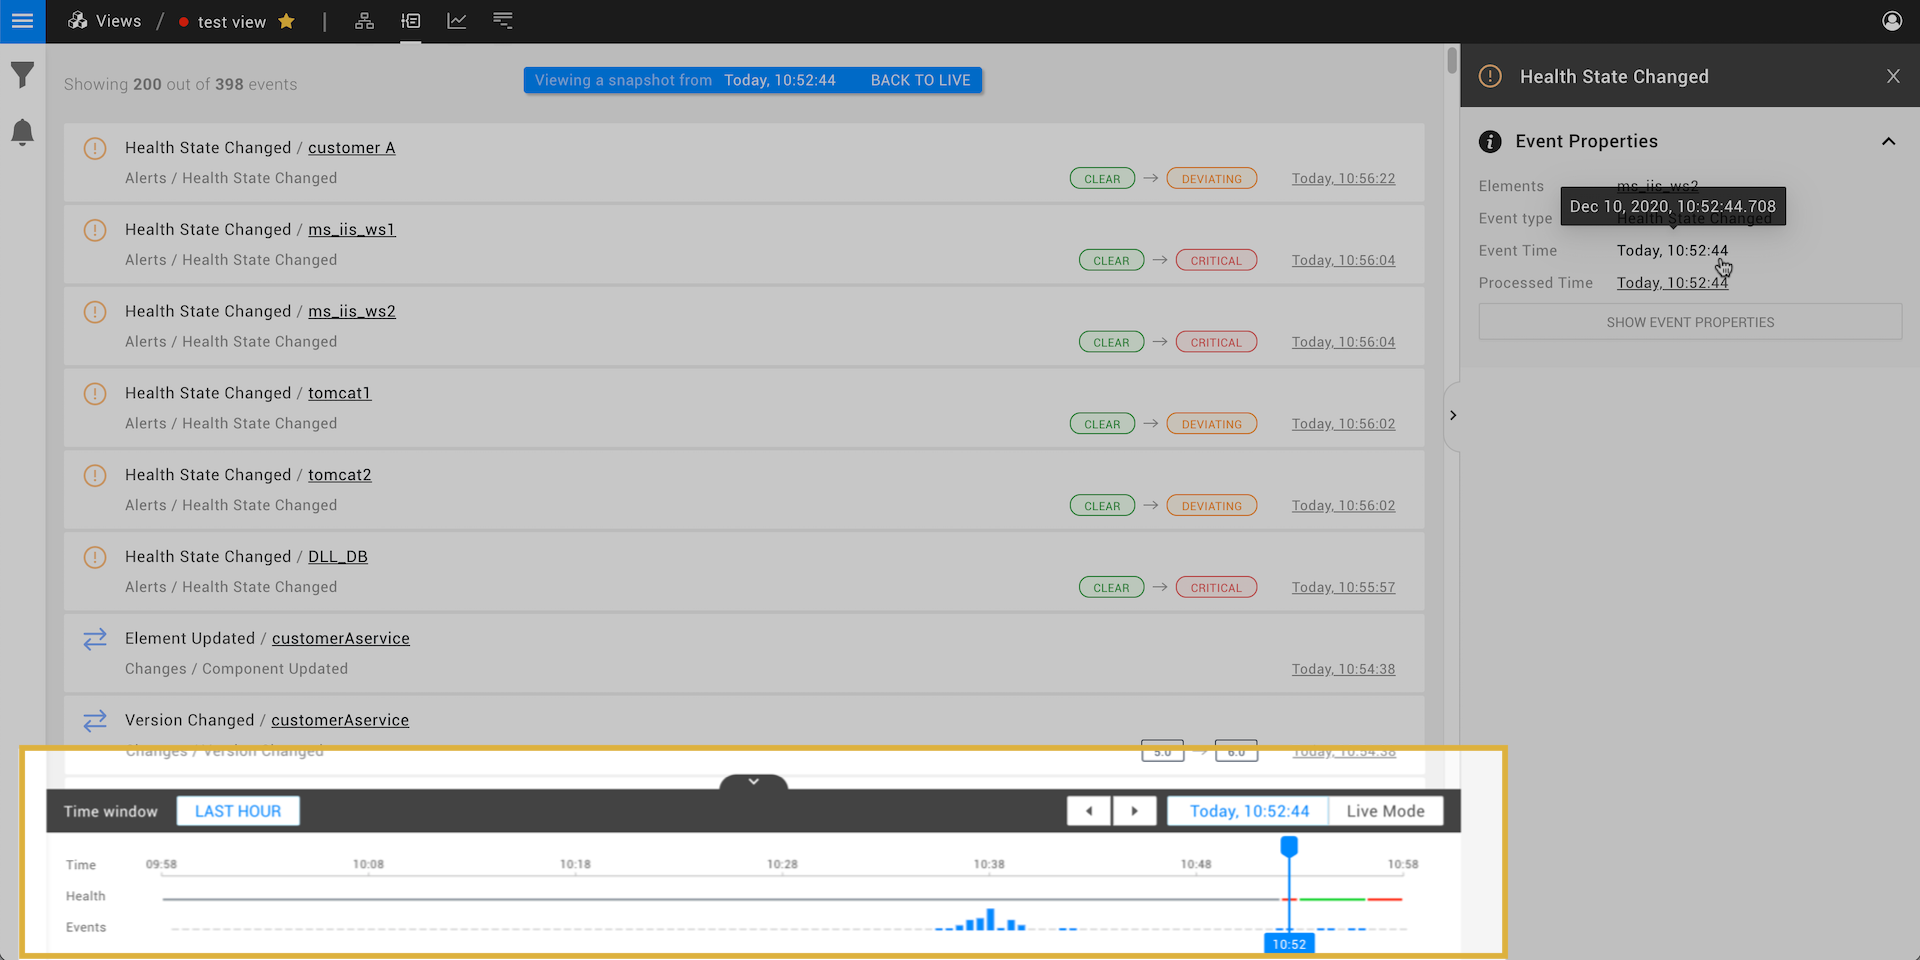 Views / test view
Showing 200 out of 398 events
Viewing a snapshot from Today, 10:52:44 BACK TO LIVE
Health State Changed / customer A
Alerts / Health State Changed
CLEAR → DEVIATING Today, 10:56:22
Health State Changed / ms_iis_ws1
Alerts / Health State Changed
CLEAR → CRITICAL Today, 10:56:04
Health State Changed / ms_iis_ws2
Alerts / Health State Changed
CLEAR → CRITICAL Today, 10:56:04
Health State Changed / tomcat1
Alerts / Health State Changed
CLEAR → DEVIATING Today, 10:56:02
Health State Changed / tomcat2
Alerts / Health State Changed
CLEAR → DEVIATING Today, 10:56:02
Health State Changed / DLL_DB
Alerts / Health State Changed
CLEAR → CRITICAL Today, 10:55:57
Element Updated / customerAservice
Changes / Component Updated
Today, 10:54:38
Version Changed / customerAservice
Changes / Version Changed
5.0 → 6.0 Today, 10:54:38
Health State Changed
Event Properties
Elements ms_iis_ws2
Dec 10, 2020, 10:52:44.708
Event type Health State Changed
Event Time Today, 10:52:44
Processed Time Today, 10:52:44
SHOW EVENT PROPERTIES
Time window LAST HOUR Today, 10:52:44 Live Mode
Time 09:58 10:08 10:18 10:28 10:38 10:48 10:58
Health
Events
10:52